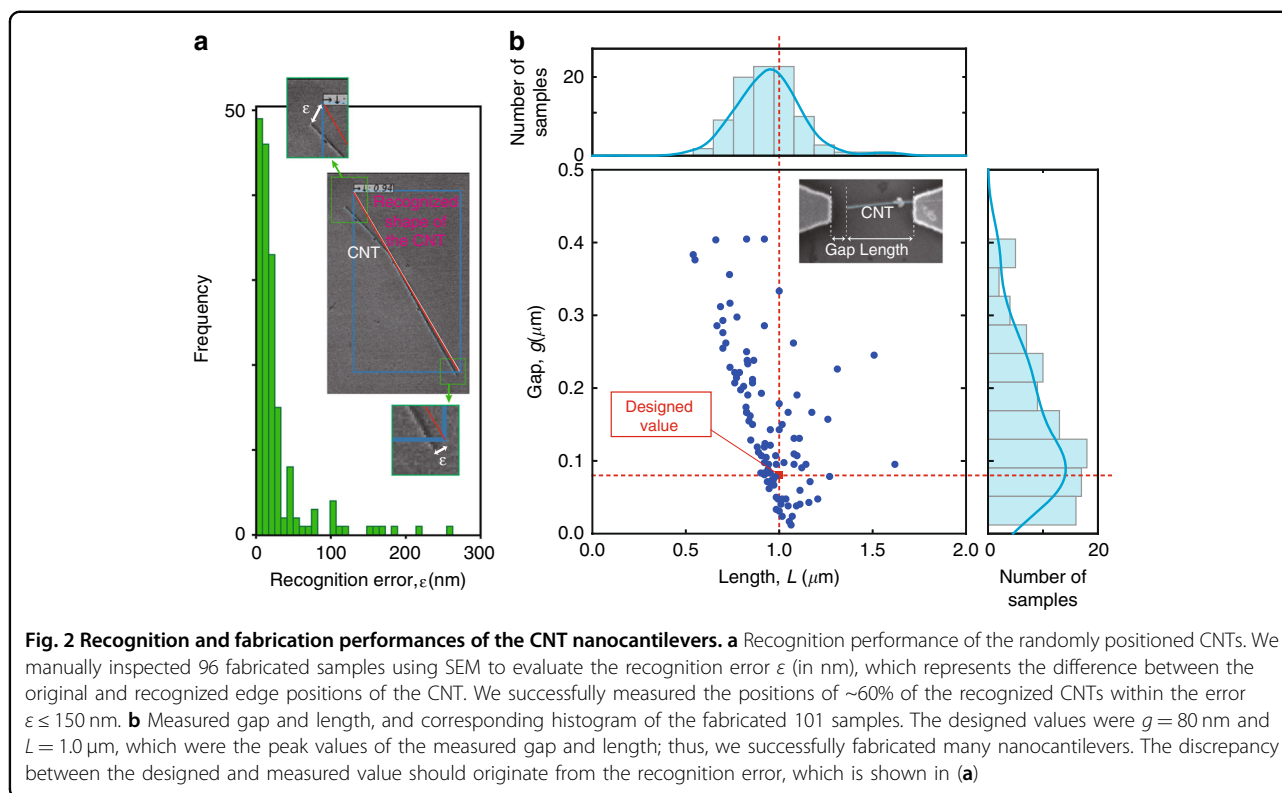 a
50
0
Frequency
0
100
200
300
Recognition error,ε(nm)
ε
→↓: 0.94
Recognized
shape of
the CNT
CNT
ε
b
Number of
samples
20
0
0.5
0.4
0.3
0.2
0.1
0.0
Gap, g(μm)
CNT
Gap Length
Designed
value
0.0
0.5
1.0
1.5
2.0
Length, L (μm)
0
20
Number of
samples
Fig. 2 Recognition and fabrication performances of the CNT nanocantilevers. a Recognition performance of the randomly positioned CNTs. We
manually inspected 96 fabricated samples using SEM to evaluate the recognition error ε (in nm), which represents the difference between the
original and recognized edge positions of the CNT. We successfully measured the positions of ~60% of the recognized CNTs within the error
ε ≤ 150 nm. b Measured gap and length, and corresponding histogram of the fabricated 101 samples. The designed values were g = 80 nm and
L = 1.0 μm, which were the peak values of the measured gap and length; thus, we successfully fabricated many nanocantilevers. The discrepancy
between the designed and measured value should originate from the recognition error, which is shown in (a)